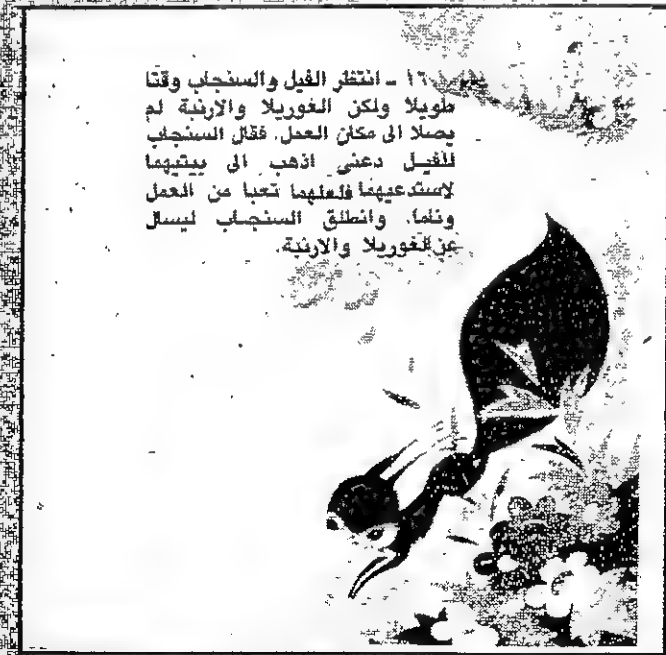 ١٦ - انتظر الفيل والسنجاب وقتا
طويلا ولكن الغوريلا والارنبة لم
يصلا الى مكان العمل. فقال السنجاب
للفيل دعني اذهب الى بيتيهما
لاستدعيهما فلعلهما تعبا من العمل
وناما. وانطلق السنجاب ليسال
عن الغوريلا والارنبة.